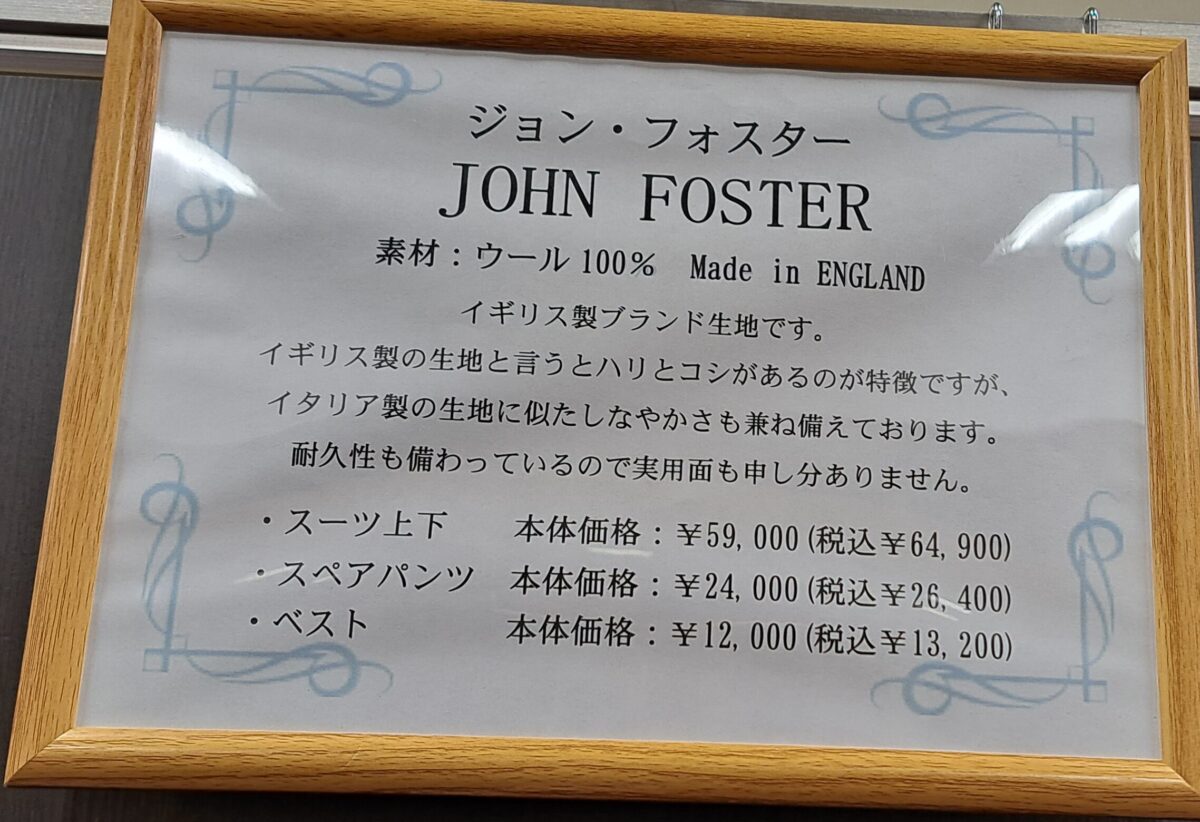 ジョン・フォスター
JOHN FOSTER
素材：ウール100％　Made in ENGLAND
イギリス製ブランド生地です。
イギリス製の生地と言うとハリとコシがあるのが特徴ですが、
イタリア製の生地に似たしなやかさも兼ね備えております。
耐久性も備わっているので実用面も申し分ありません。
・スーツ上下　本体価格：￥59,000(税込￥64,900)
・スペアパンツ　本体価格：￥24,000(税込￥26,400)
・ベスト　本体価格：￥12,000(税込￥13,200)